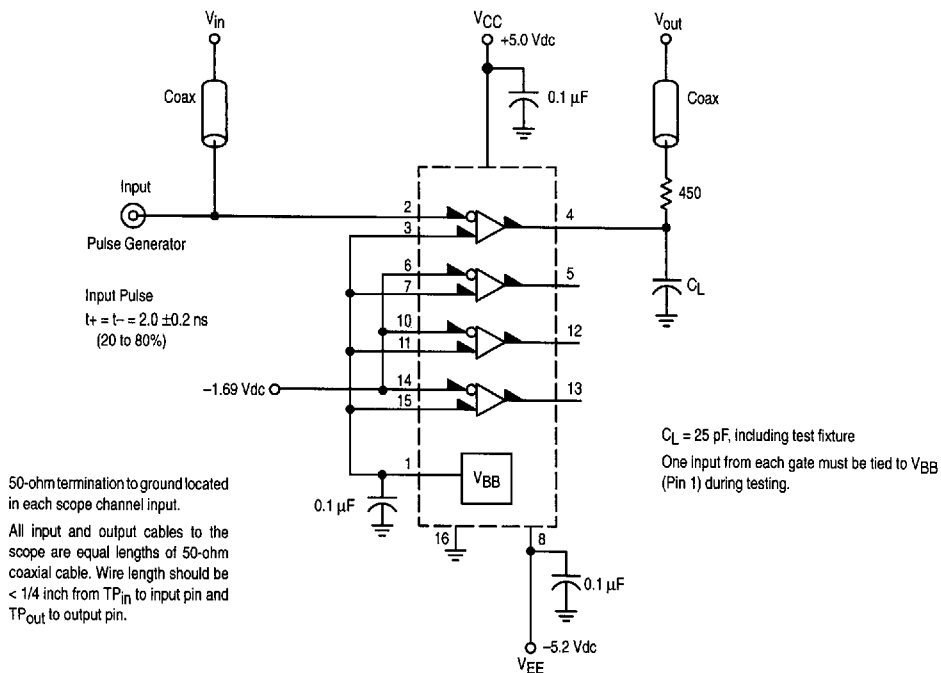 Vin
VCC
+5.0 Vdc
Vout
Coax
0.1 µF
Coax
450
Input
Pulse Generator
2
3
4
6
7
5
CL
Input Pulse
t+ = t– = 2.0 ±0.2 ns
(20 to 80%)
10
11
12
–1.69 Vdc
14
15
13
CL = 25 pF, including test fixture
One input from each gate must be tied to VBB
(Pin 1) during testing.
1
VBB
0.1 µF
50-ohm termination to ground located
in each scope channel input.
All input and output cables to the
scope are equal lengths of 50-ohm
coaxial cable. Wire length should be
< 1/4 inch from TPin to input pin and
TPout to output pin.
16
8
0.1 µF
–5.2 Vdc
VEE